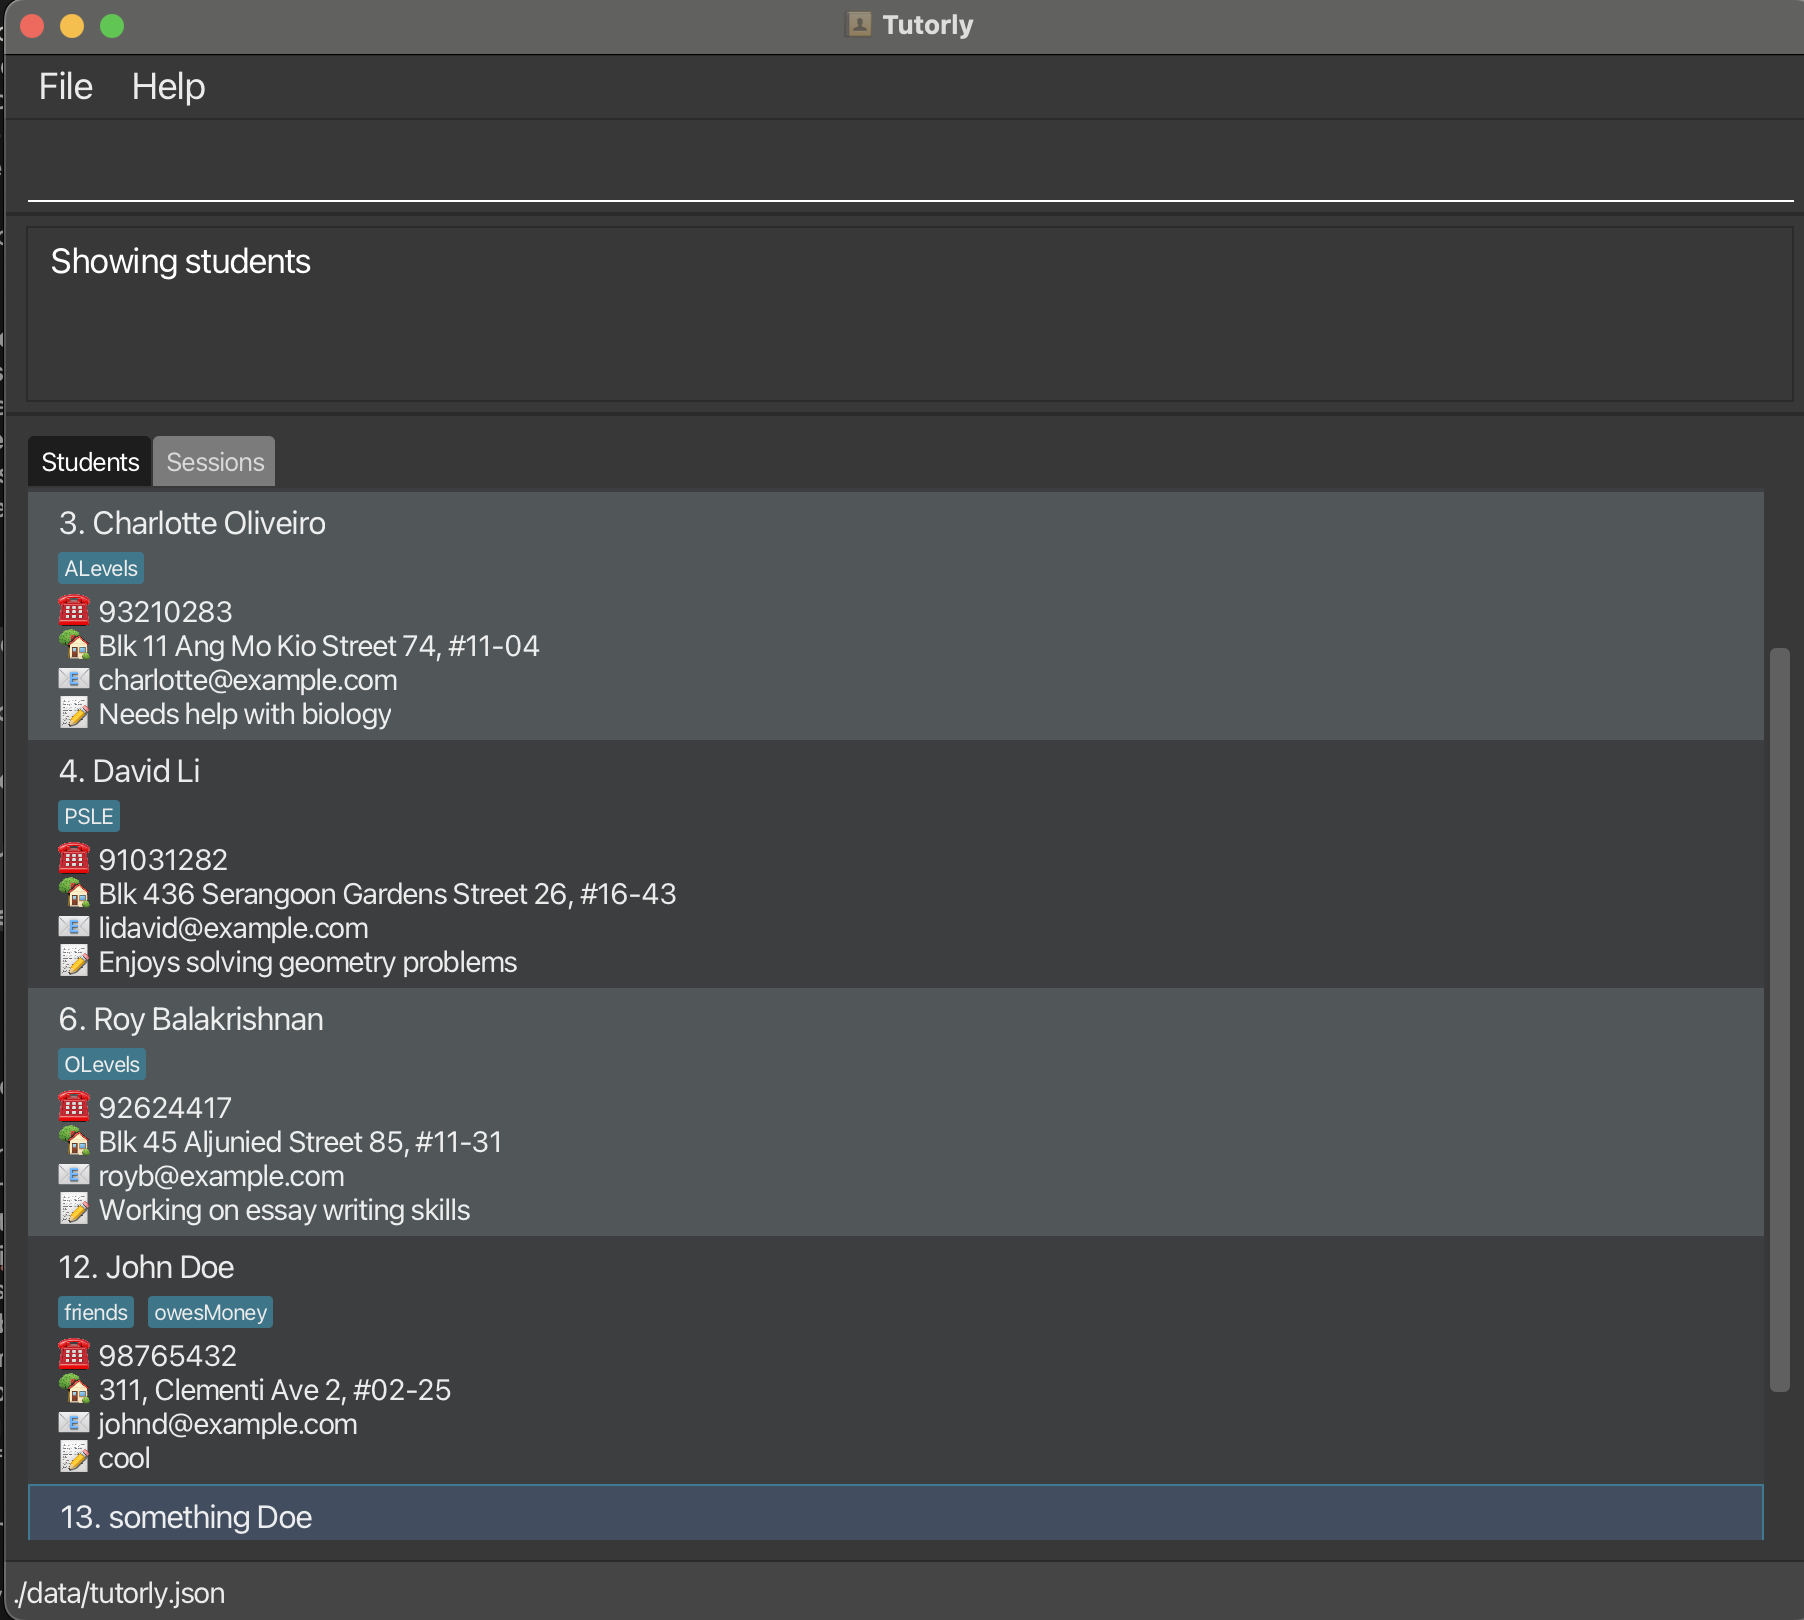 Tutorly
File Help
Showing students
Students Sessions
3. Charlotte Oliveiro
ALevels
93210283
Blk 11 Ang Mo Kio Street 74, #11-04
charlotte@example.com
Needs help with biology
4. David Li
PSLE
91031282
Blk 436 Serangoon Gardens Street 26, #16-43
lidavid@example.com
Enjoys solving geometry problems
6. Roy Balakrishnan
OLevels
92624417
Blk 45 Aljunied Street 85, #11-31
royb@example.com
Working on essay writing skills
12. John Doe
friends owesMoney
98765432
311, Clementi Ave 2, #02-25
johnd@example.com
cool
13. something Doe
./data/tutorly.json